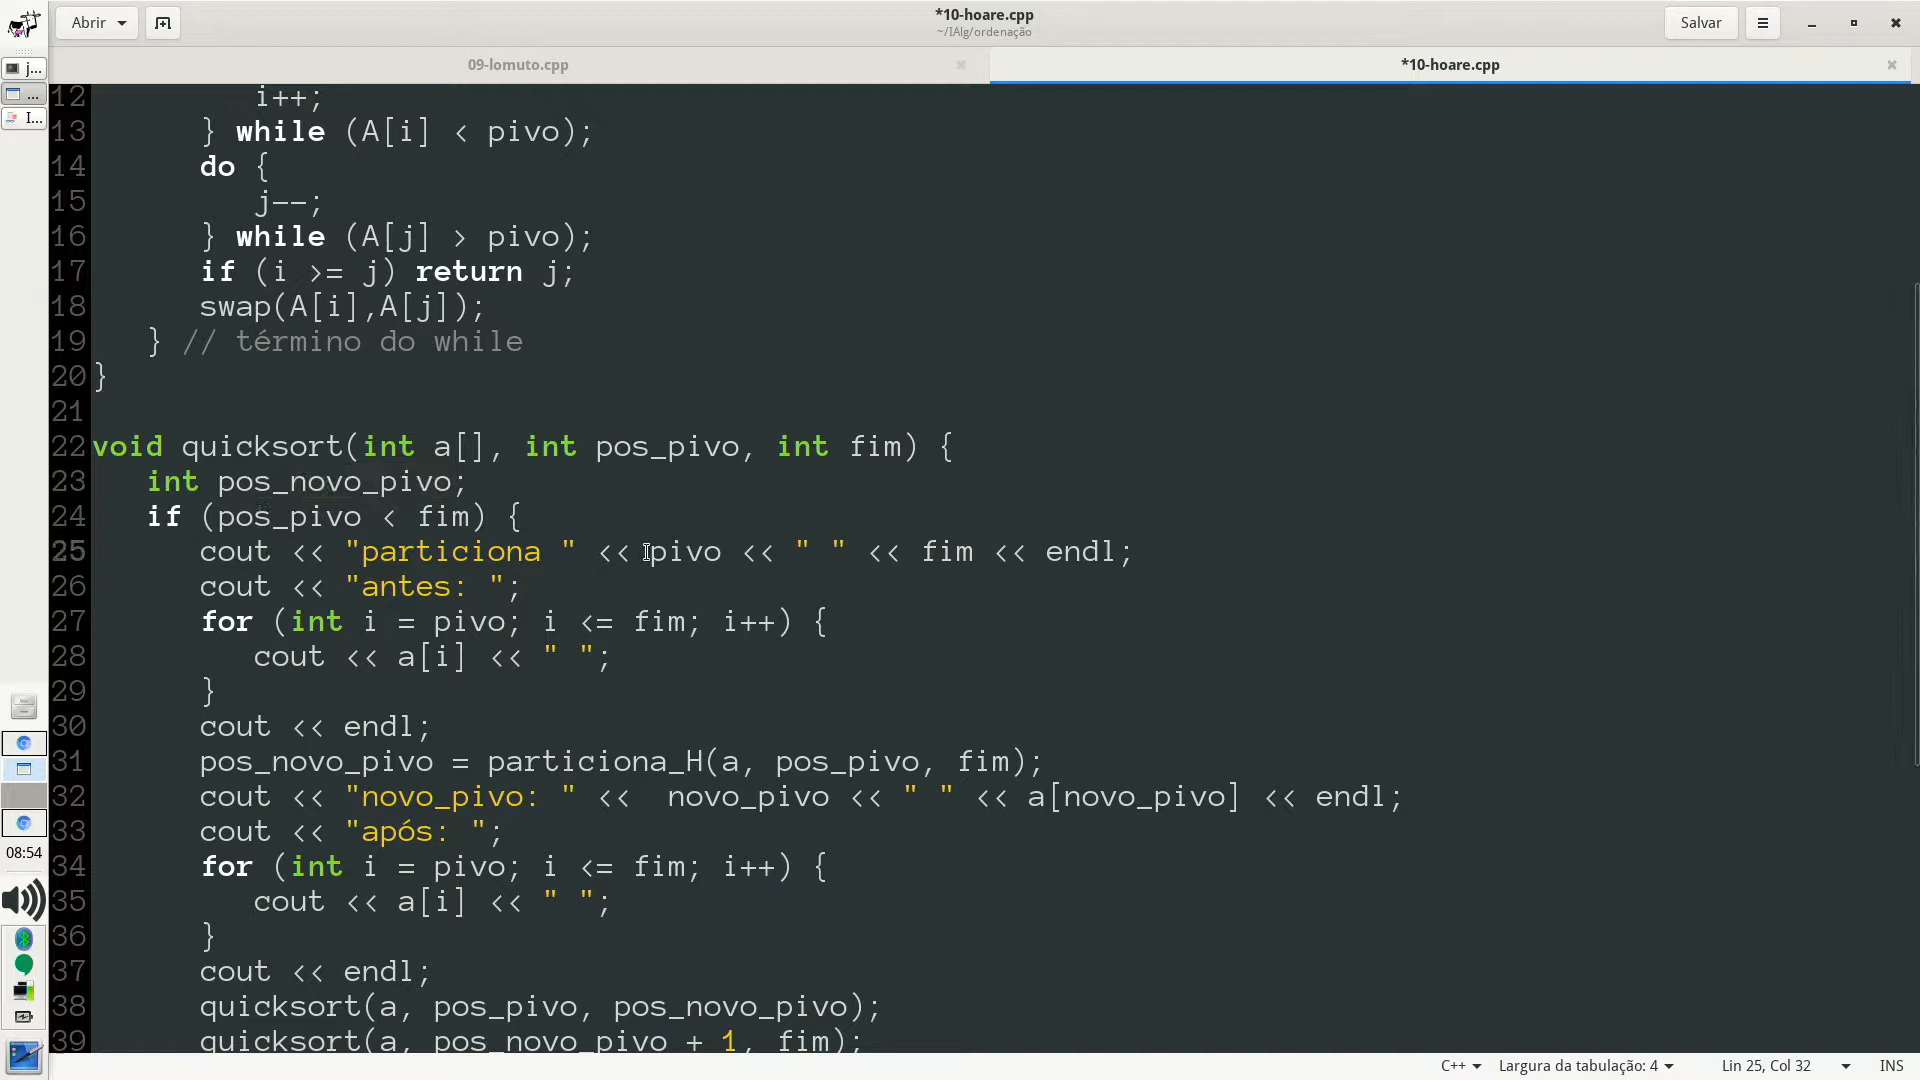 Abrir
*10-hoare.cpp
~/IAlg/ordenação
Salvar
09-lomuto.cpp
*10-hoare.cpp
j...
...
I...
08:54
12 i++;
13 } while (A[i] < pivo);
14 do {
15 j--;
16 } while (A[j] > pivo);
17 if (i >= j) return j;
18 swap(A[i],A[j]);
19 } // término do while
20 }
21
22 void quicksort(int a[], int pos_pivo, int fim) {
23 int pos_novo_pivo;
24 if (pos_pivo < fim) {
25 cout << "particiona " << pivo << " " << fim << endl;
26 cout << "antes: ";
27 for (int i = pivo; i <= fim; i++) {
28 cout << a[i] << " ";
29 }
30 cout << endl;
31 pos_novo_pivo = particiona_H(a, pos_pivo, fim);
32 cout << "novo_pivo: " <<  novo_pivo << " " << a[novo_pivo] << endl;
33 cout << "após: ";
34 for (int i = pivo; i <= fim; i++) {
35 cout << a[i] << " ";
36 }
37 cout << endl;
38 quicksort(a, pos_pivo, pos_novo_pivo);
39 quicksort(a, pos_novo_pivo + 1, fim);
C++
Largura da tabulação: 4
Lin 25, Col 32
INS